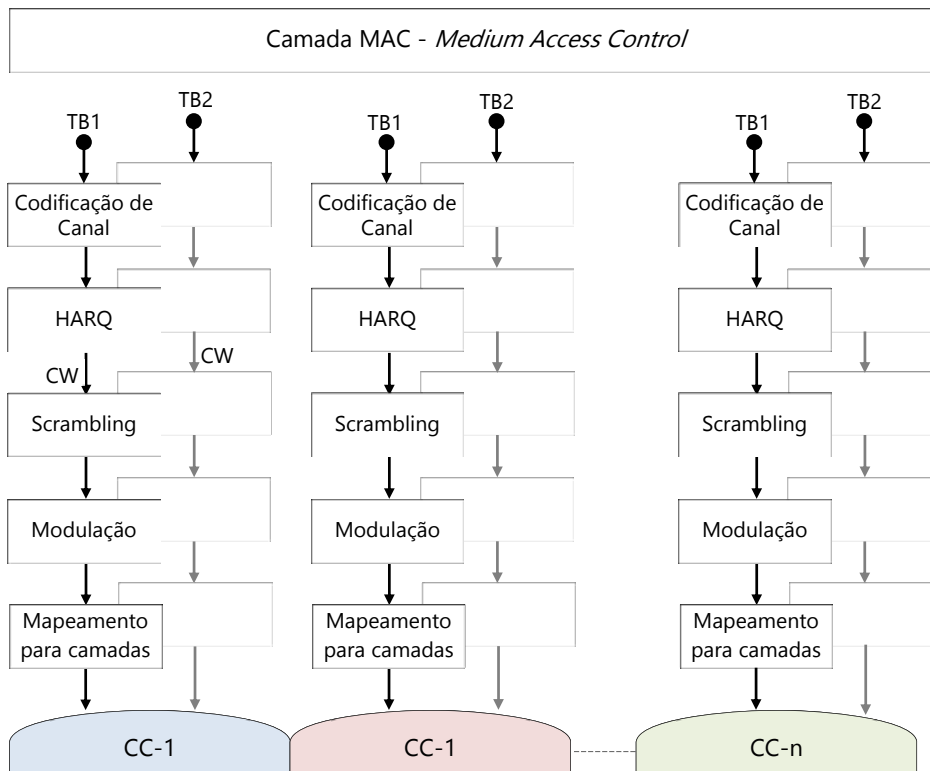 Camada MAC - Medium Access Control
TB1
TB2
Codificação de
Canal
HARQ
CW
CW
Scrambling
Modulação
Mapeamento
para camadas
CC-1
TB1
TB2
Codificação de
Canal
HARQ
Scrambling
Modulação
Mapeamento
para camadas
CC-1
TB1
TB2
Codificação de
Canal
HARQ
Scrambling
Modulação
Mapeamento
para camadas
CC-n